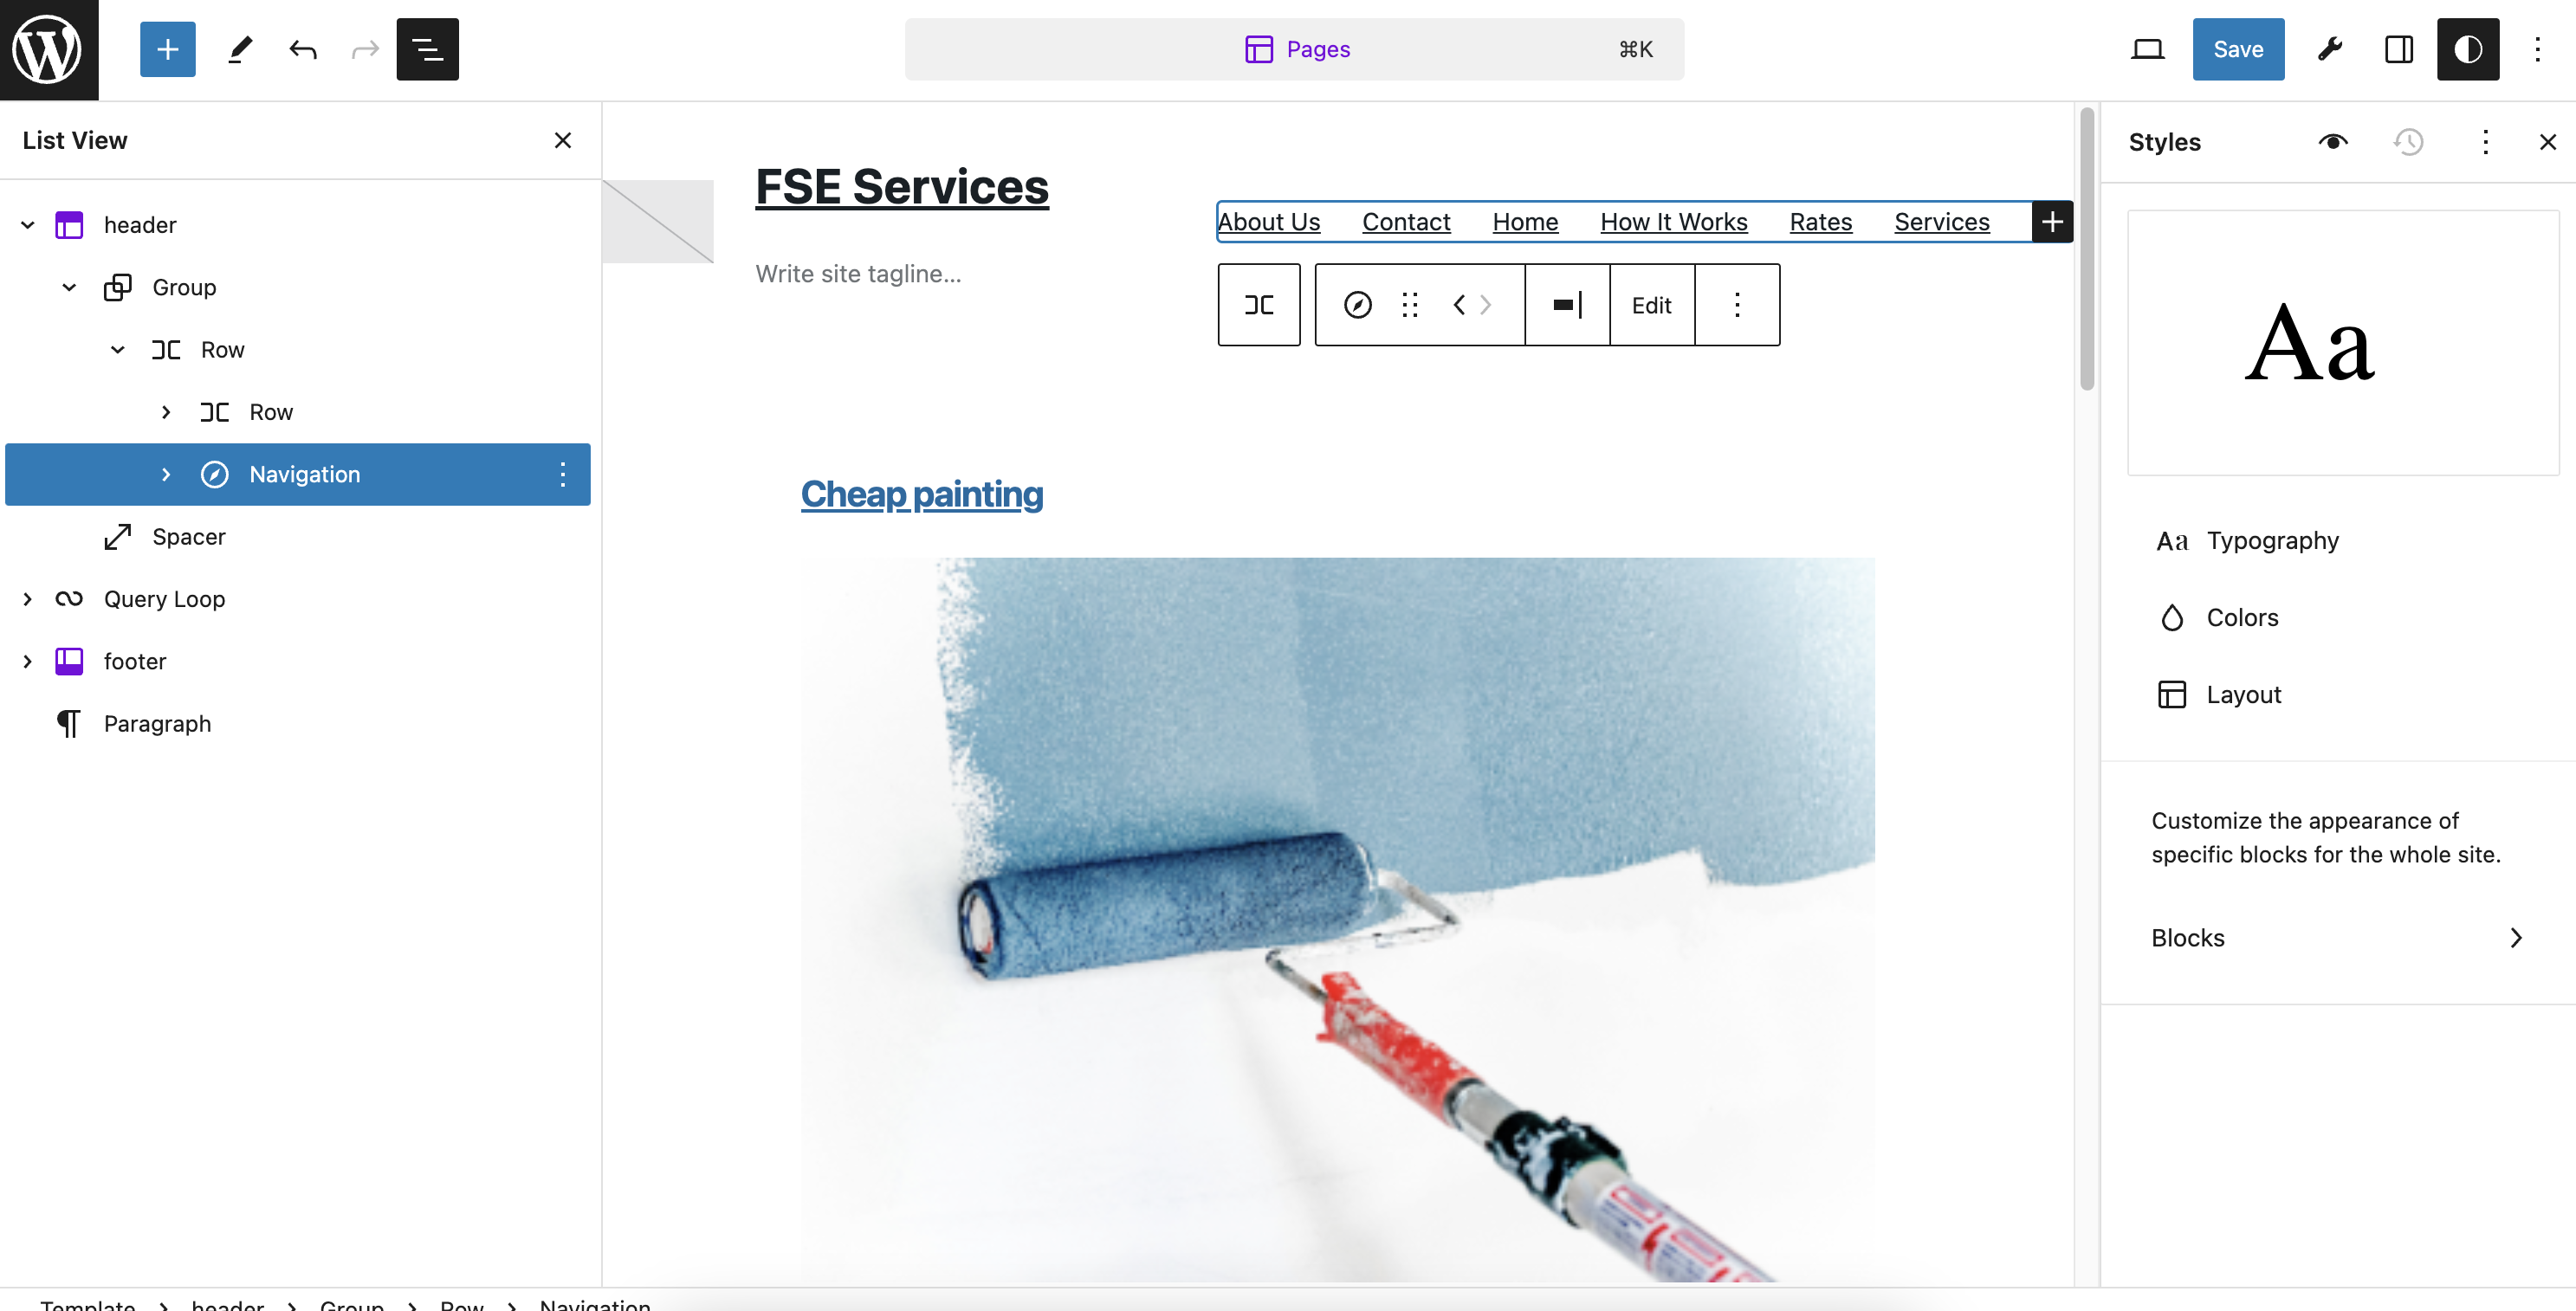 Pages
⌘K
Save
List View
header
Group
Row
Row
Navigation
Spacer
Query Loop
footer
Paragraph
FSE Services
Write site tagline...
About Us Contact Home How It Works Rates Services
Edit
Cheap painting
Styles
Aa
Aa Typography
Colors
Layout
Customize the appearance of
specific blocks for the whole site.
Blocks
Template > header > Group > Row > Navigation